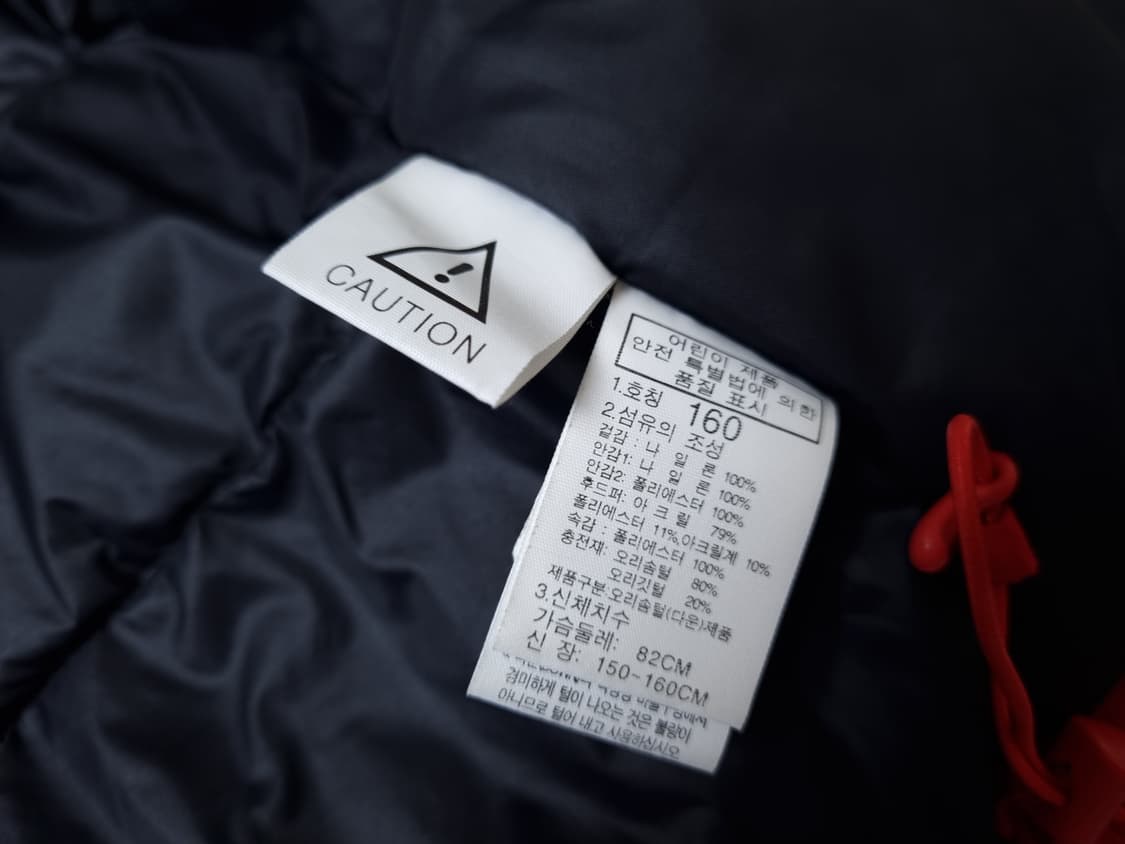 CAUTION
어린이 제품
안전 특별법에 의한
품질 표시
1.호칭 160
2.섬유의 조성
겉감 : 나 일 론 100%
안감1: 나 일 론 100%
안감2: 폴리에스터 100%
후드퍼: 아 크 릴 79%
폴리에스터 11%,아크릴계 10%
속감 : 폴리에스터 100%
충전재: 오리솜털 80%
오리깃털 20%
제품구분:오리솜털(다운)제품
3.신체치수
가슴둘레: 82CM
신 장: 150~160CM
경미하게 털이 나오는 것은 불량이
아니므로 털어 내고 사용하십시오